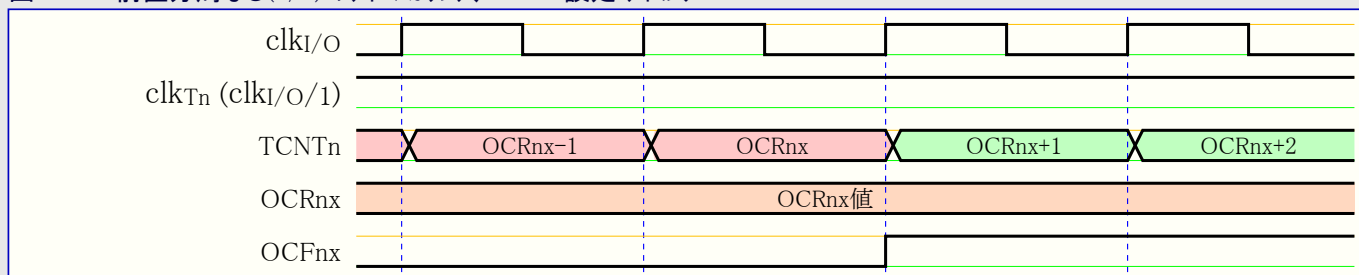 clkI/O
clkTn (clkI/O/1)
TCNTn OCRnx-1 OCRnx OCRnx+1 OCRnx+2
OCRnx OCRnx値
OCFnx